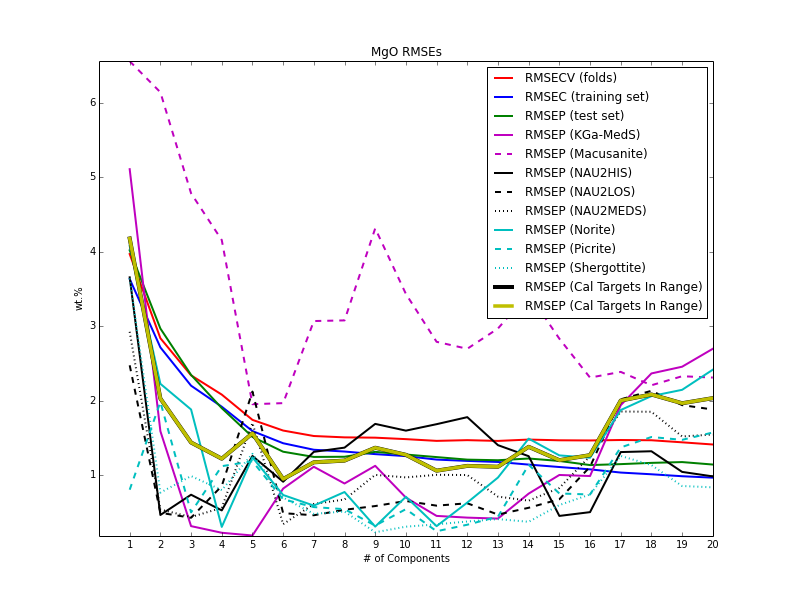 MgO RMSEs
RMSECV (folds)
RMSEC (training set)
RMSEP (test set)
RMSEP (KGa-MedS)
RMSEP (Macusanite)
RMSEP (NAU2HIS)
RMSEP (NAU2LOS)
RMSEP (NAU2MEDS)
RMSEP (Norite)
RMSEP (Picrite)
RMSEP (Shergottite)
RMSEP (Cal Targets In Range)
RMSEP (Cal Targets In Range)
wt.%
6
5
4
3
2
1
1 2 3 4 5 6 7 8 9 10 11 12 13 14 15 16 17 18 19 20
# of Components